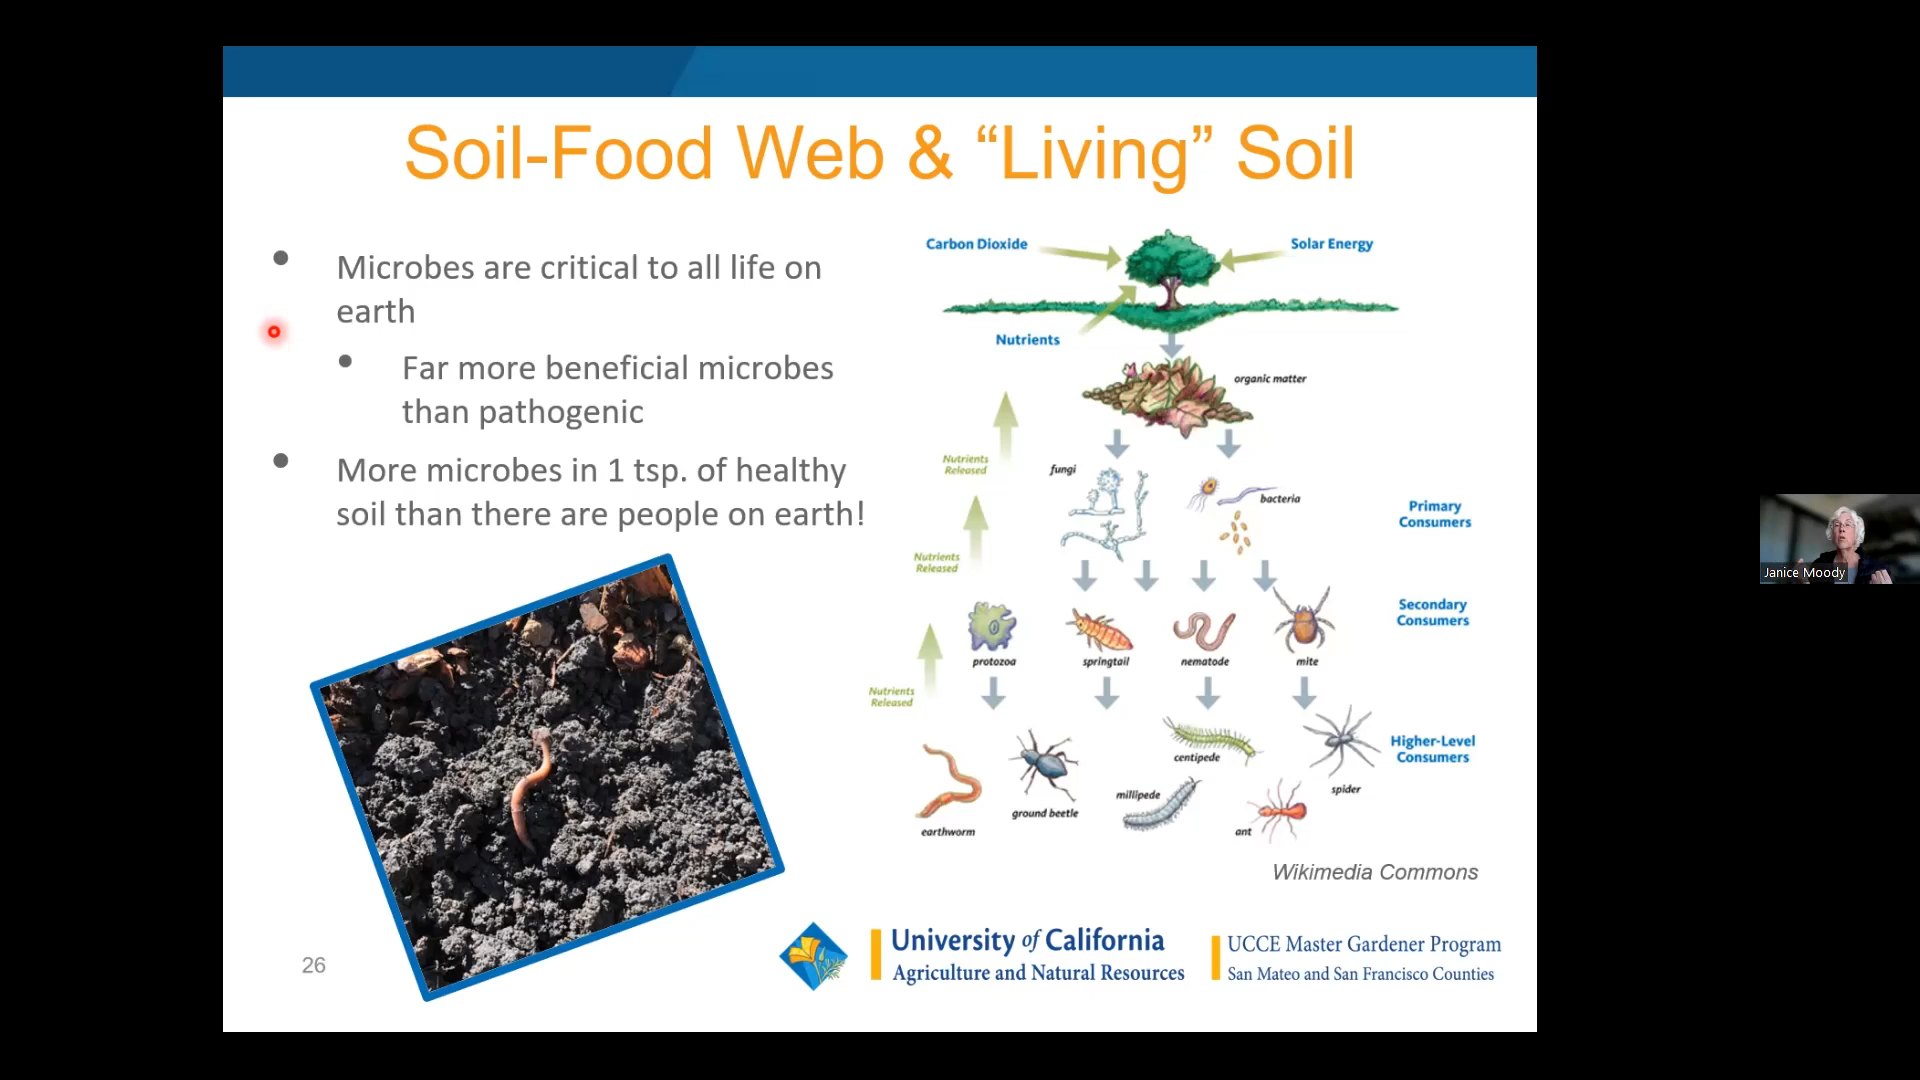 Soil-Food Web & “Living” Soil
Microbes are critical to all life on
earth
Far more beneficial microbes
than pathogenic
More microbes in 1 tsp. of healthy
soil than there are people on earth!
Carbon Dioxide
Solar Energy
Nutrients
organic matter
Nutrients
Released
fungi
bacteria
Primary
Consumers
Nutrients
Released
Secondary
Consumers
protozoa
springtail
nematode
mite
Nutrients
Released
Higher-Level
Consumers
centipede
spider
millipede
ground beetle
earthworm
ant
Wikimedia Commons
University of California
Agriculture and Natural Resources
UCCE Master Gardener Program
San Mateo and San Francisco Counties
26
Janice Moody